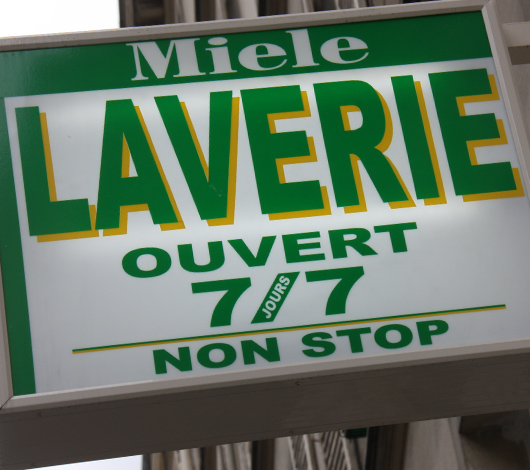 Miele
LAVERIE
OUVERT
7/7
JOURS
NON STOP